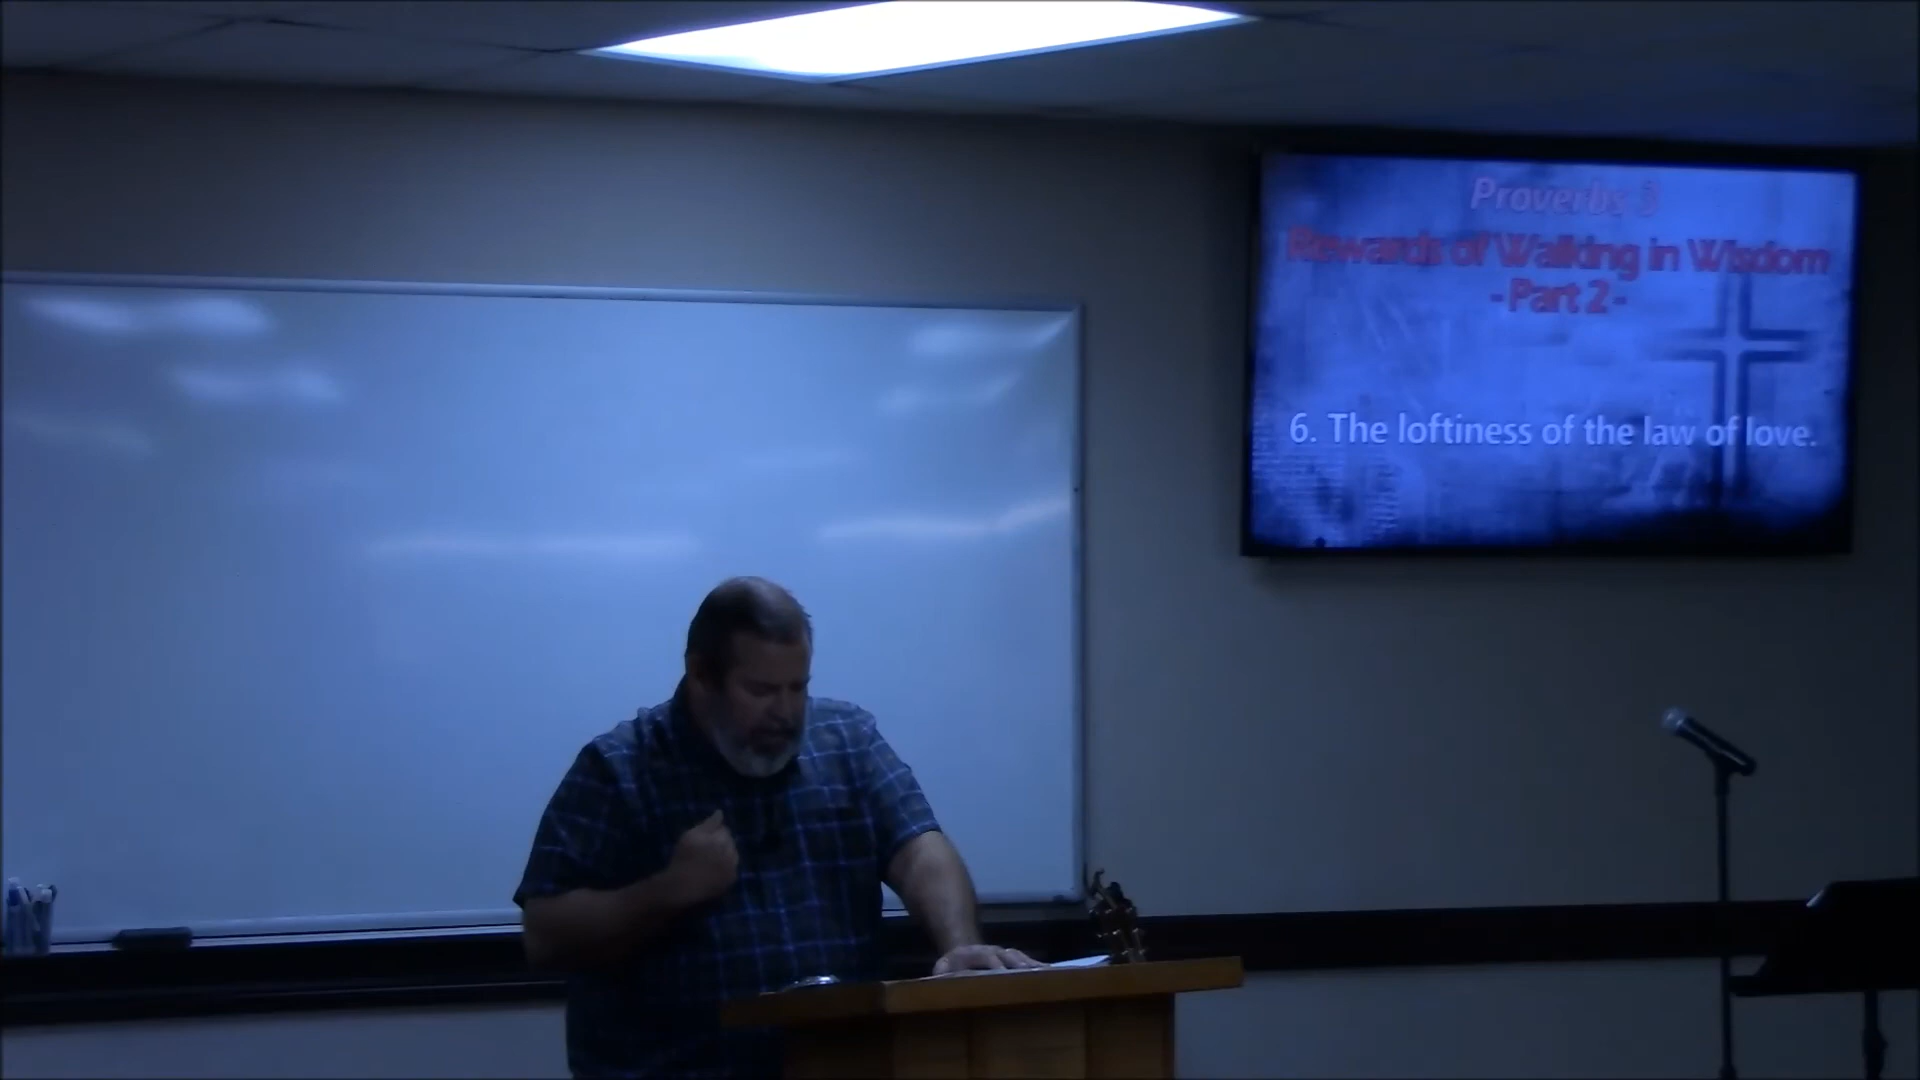 Proverbs 3
Rewards of Walking in Wisdom
- Part 2 -
6. The loftiness of the law of love.